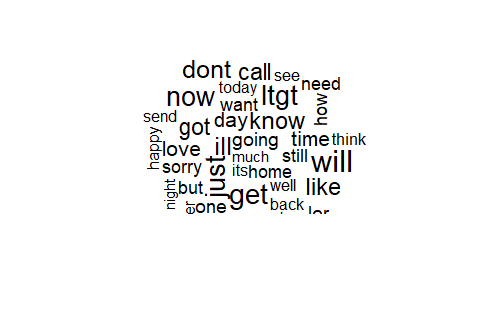 dont call see
today need
now want ltgt how
send got day know
happy love ill going time think
sorry just much still will
its home
night but. get well like
er one back